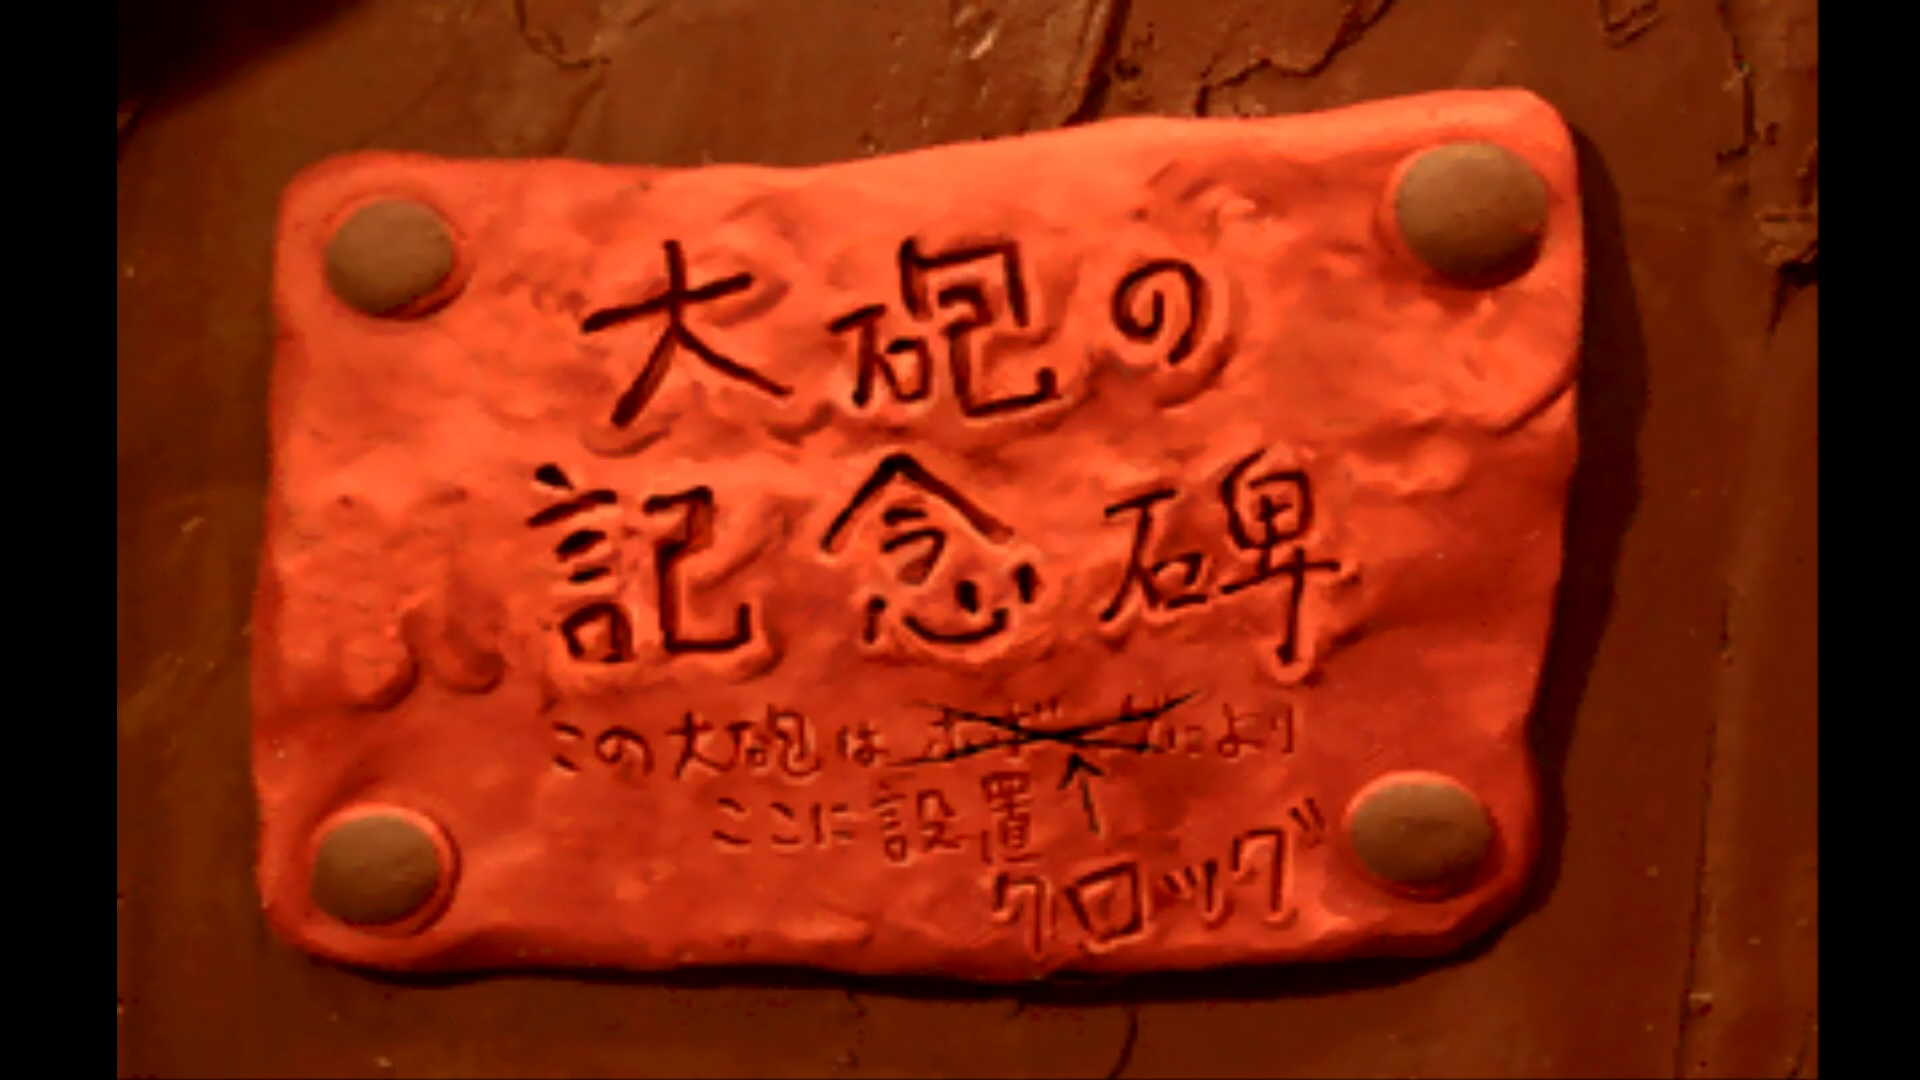 大砲の
記念碑
この大砲は により
ここに設置
クロッグ